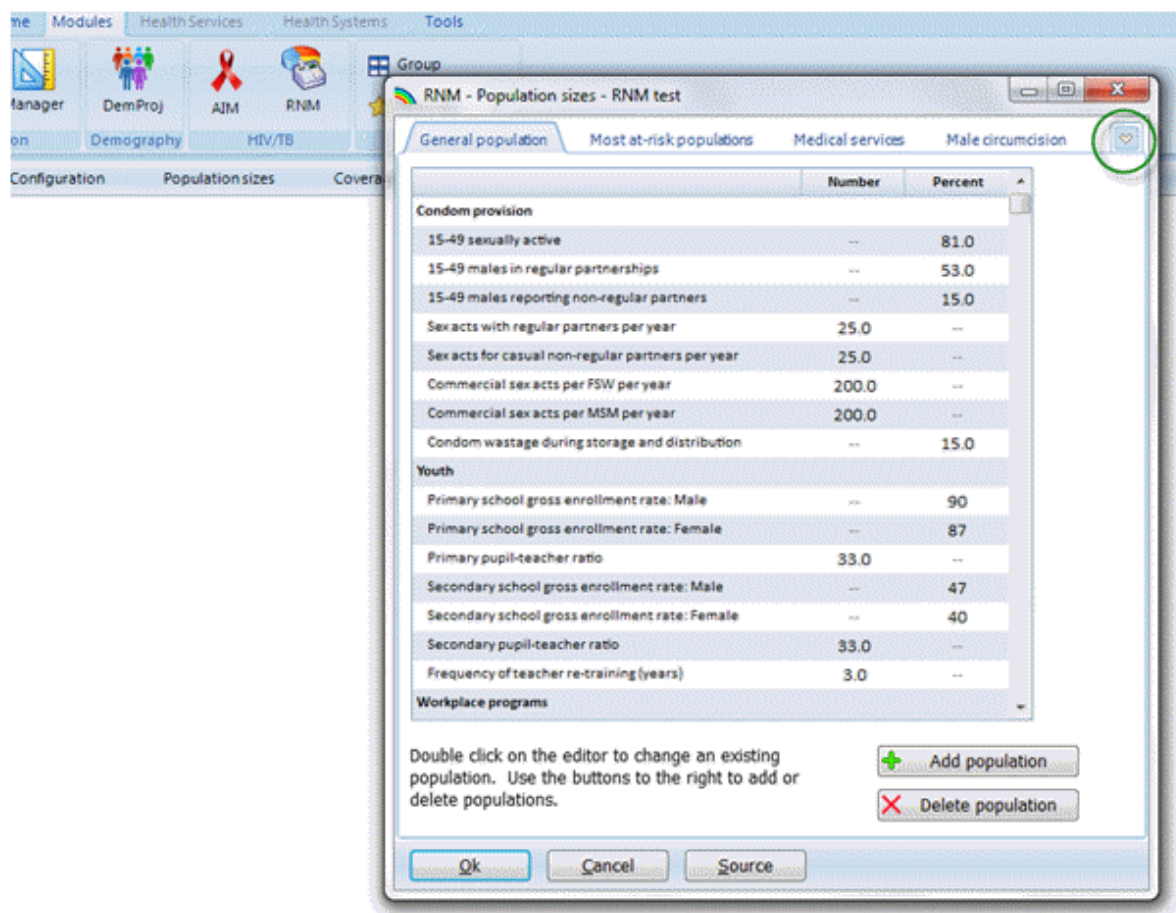 Modules Health Services Health Systems Tools
Group
DemProj AIM RNM
Demography HIV/TB
Configuration Population sizes
RNM - Population sizes - RNM test
General population Most at-risk populations Medical services Male circumcision
Number Percent
Condom provision
15-49 sexually active -- 81.0
15-49 males in regular partnerships -- 53.0
15-49 males reporting non-regular partners -- 15.0
Sex acts with regular partners per year 25.0 --
Sex acts for casual non-regular partners per year 25.0 --
Commercial sex acts per FSW per year 200.0 --
Commercial sex acts per MSM per year 200.0 --
Condom wastage during storage and distribution -- 15.0
Youth
Primary school gross enrollment rate: Male -- 90
Primary school gross enrollment rate: Female -- 87
Primary pupil-teacher ratio 33.0 --
Secondary school gross enrollment rate: Male -- 47
Secondary school gross enrollment rate: Female -- 40
Secondary pupil-teacher ratio 33.0 --
Frequency of teacher re-training (years) 3.0 --
Workplace programs
Double click on the editor to change an existing
population. Use the buttons to the right to add or
delete populations.
Add population
Delete population
Ok Cancel Source